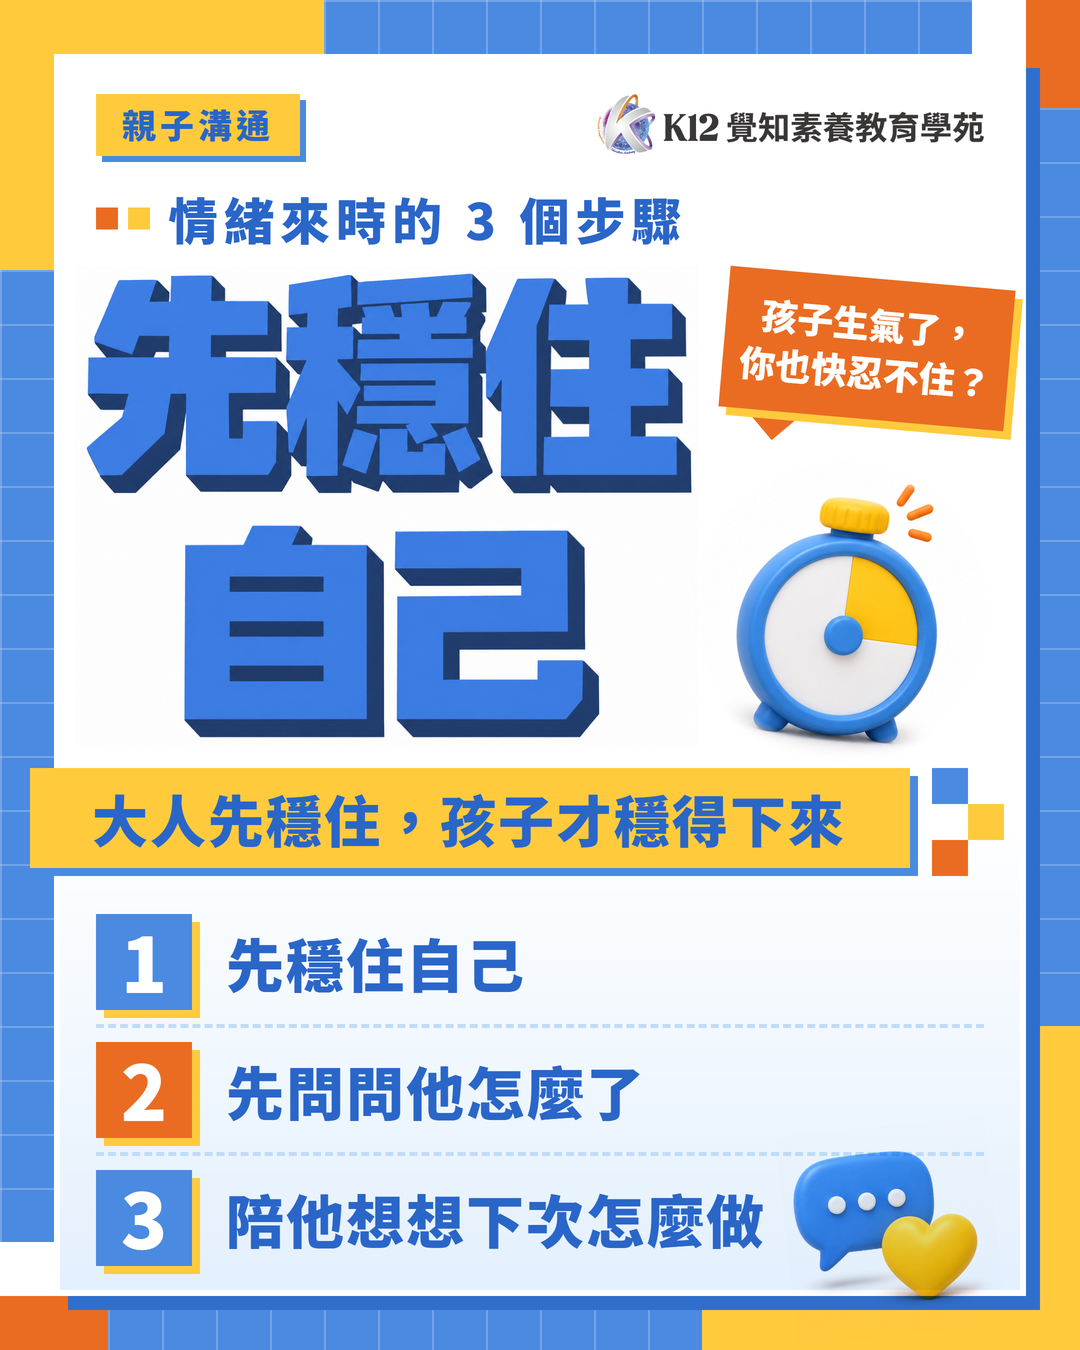 親子溝通
K12 覺知素養教育學苑
情緒來時的 3 個步驟
先穩住
自己
孩子生氣了，
你也快忍不住？
大人先穩住，孩子才穩得下來
1 先穩住自己
2 先問問他怎麼了
3 陪他想想下次怎麼做